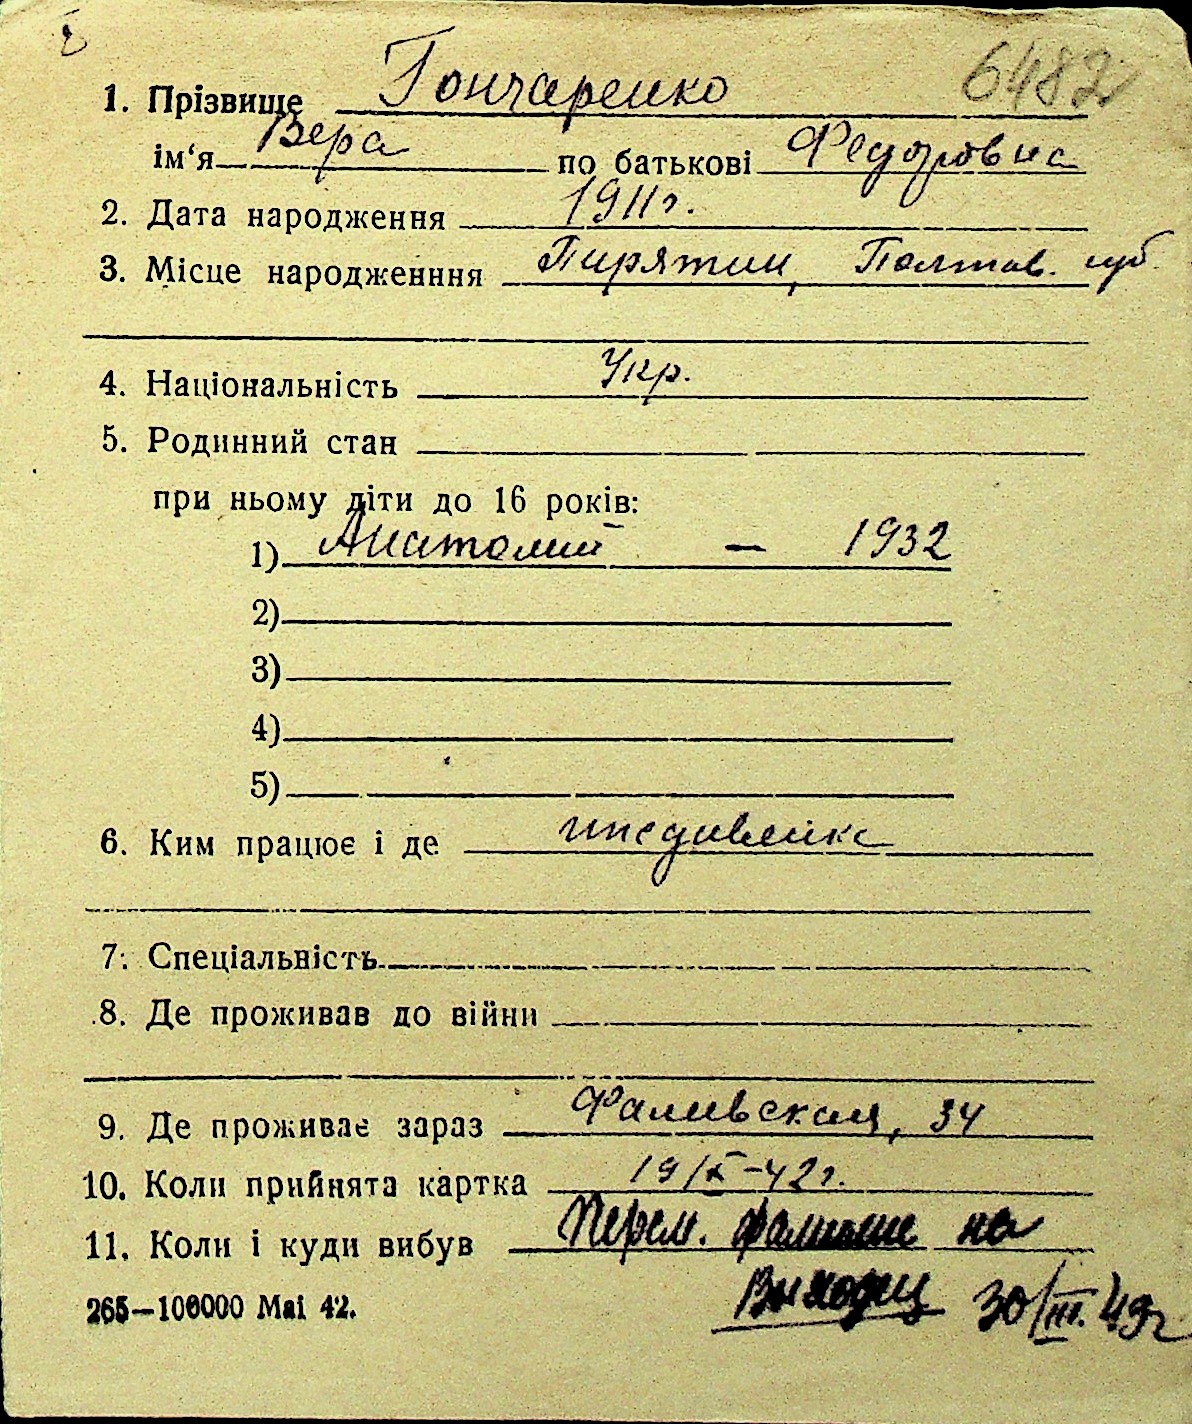 6482
1. Прізвище Гончаренко
ім‘я Вера по батькові Федоровна
2. Дата народження 1911 г.
3. Місце народженння Пирятин, Полтав. губ.
4. Національність Укр.
5. Родинний стан
при ньому діти до 16 років:
1) Анатолий — 1932
2)
3)
4)
5)
6. Ким працює і де иждивенка
7. Спеціальність
8. Де проживав до війни
9. Де проживає зараз 34
10. Коли прийнята картка 19/X-42 г.
11. Коли і куди вибув Перем. фамилие на
Выходец 30/III. 43 г
265—100000 Mai 42.